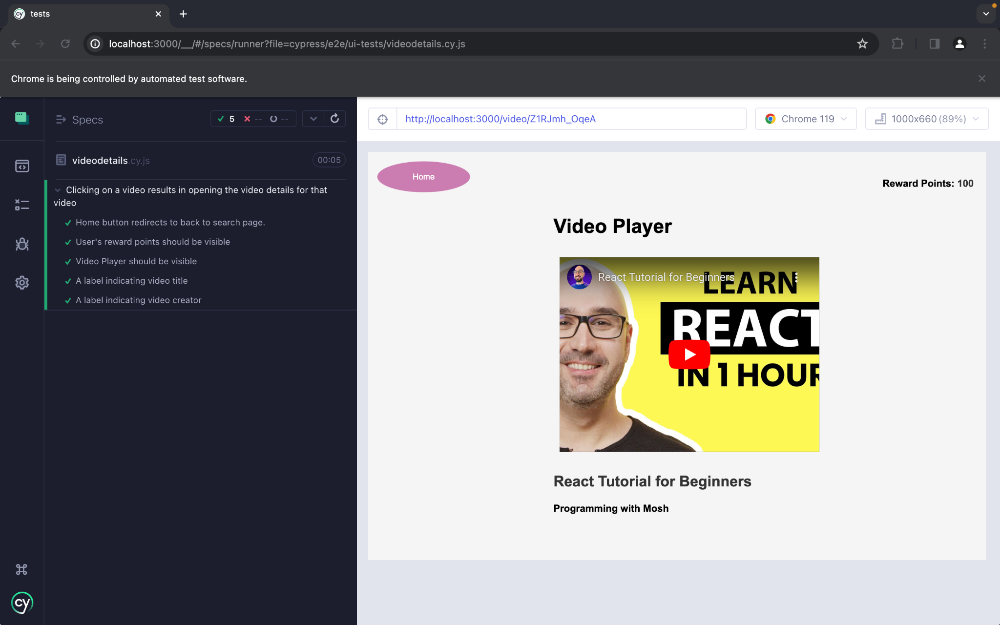 cy tests
localhost:3000/__/#/specs/runner?file=cypress/e2e/ui-tests/videodetails.cy.js
Chrome is being controlled by automated test software.
Specs
5 -- --
http://localhost:3000/video/Z1RJmh_OqeA
Chrome 119
1000x660 (89%)
videodetails.cy.js
00:05
Clicking on a video results in opening the video details for that
video
Home button redirects to back to search page.
User's reward points should be visible
Video Player should be visible
A label indicating video title
A label indicating video creator
cy
Home
Reward Points: 100
Video Player
React Tutorial for Beginners
LEARN
REACT
IN 1 HOUR
React Tutorial for Beginners
Programming with Mosh